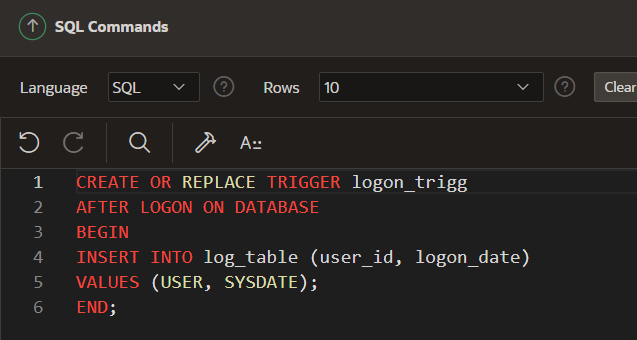 SQL Commands
Language SQL Rows 10 Clear
A::
1 CREATE OR REPLACE TRIGGER logon_trigg
2 AFTER LOGON ON DATABASE
3 BEGIN
4 INSERT INTO log_table (user_id, logon_date)
5 VALUES (USER, SYSDATE);
6 END;